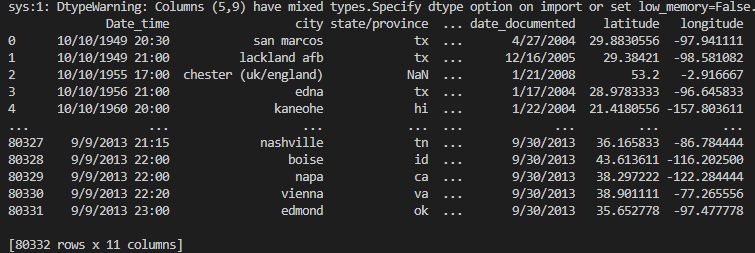 sys:1: DtypeWarning: Columns (5,9) have mixed types.Specify dtype option on import or set low_memory=False.
Date_time city state/province ... date_documented latitude longitude
0 10/10/1949 20:30 san marcos tx ... 4/27/2004 29.8830556 -97.941111
1 10/10/1949 21:00 lackland afb tx ... 12/16/2005 29.38421 -98.581082
2 10/10/1955 17:00 chester (uk/england) NaN ... 1/21/2008 53.2 -2.916667
3 10/10/1956 21:00 edna tx ... 1/17/2004 28.9783333 -96.645833
4 10/10/1960 20:00 kaneohe hi ... 1/22/2004 21.4180556 -157.803611
... ... ... ... ... ... ... ...
80327 9/9/2013 21:15 nashville tn ... 9/30/2013 36.165833 -86.784444
80328 9/9/2013 22:00 boise id ... 9/30/2013 43.613611 -116.202500
80329 9/9/2013 22:00 napa ca ... 9/30/2013 38.297222 -122.284444
80330 9/9/2013 22:20 vienna va ... 9/30/2013 38.901111 -77.265556
80331 9/9/2013 23:00 edmond ok ... 9/30/2013 35.652778 -97.477778
[80332 rows x 11 columns]